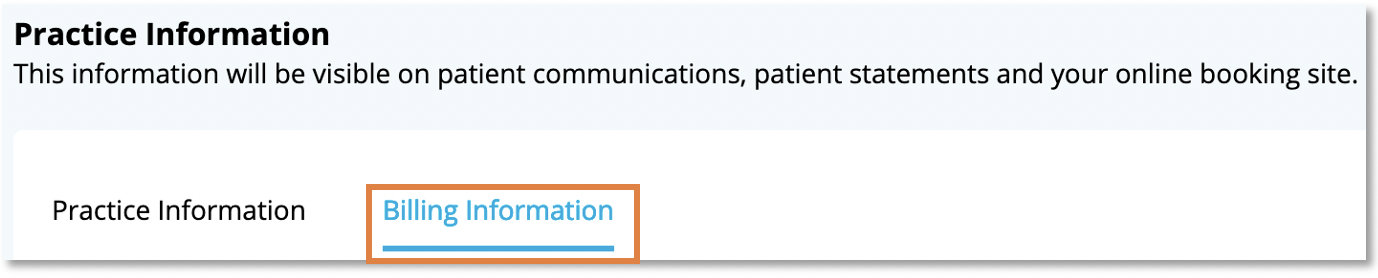 Practice Information
This information will be visible on patient communications, patient statements and your online booking site.
Practice Information Billing Information